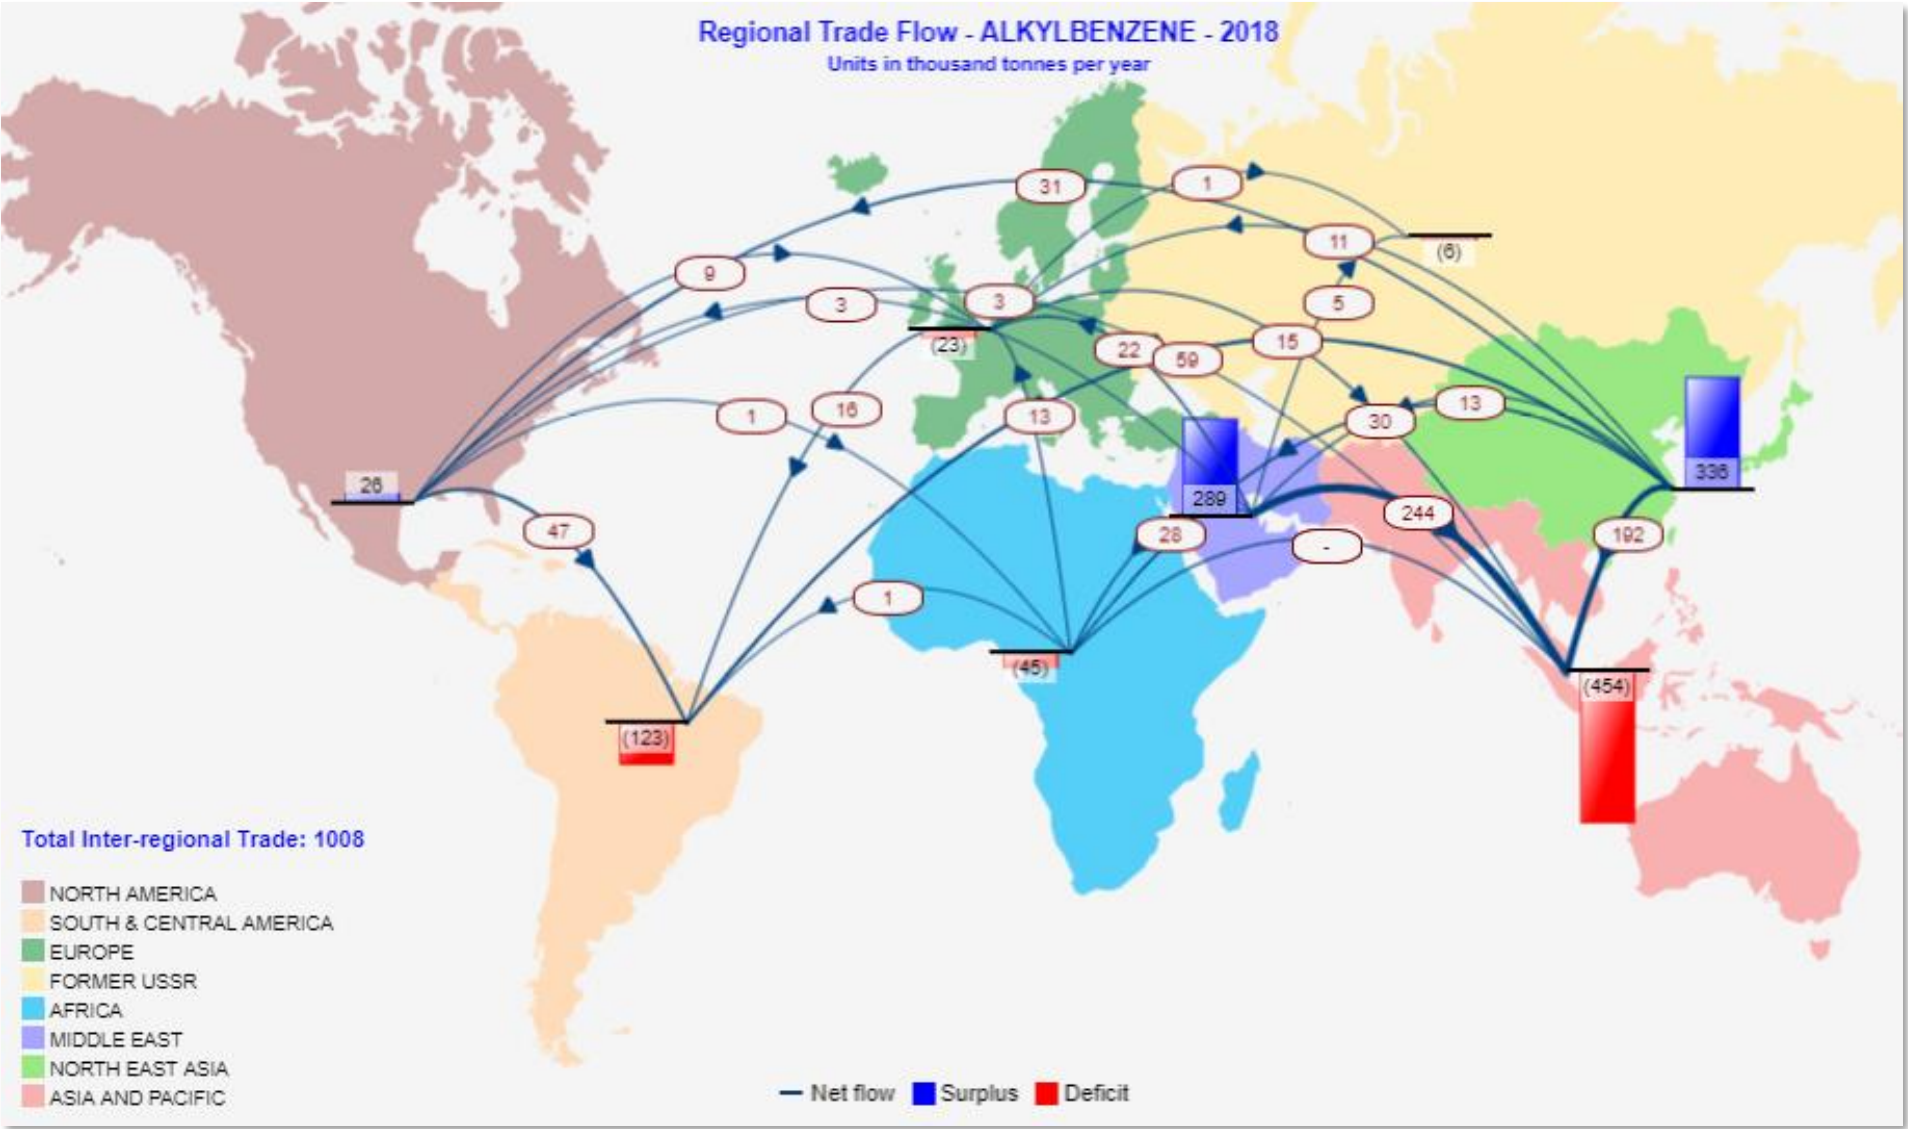 Regional Trade Flow - ALKYLBENZENE - 2018
Units in thousand tonnes per year
31
1
11
(6)
9
3
3
5
(23)
22
59
15
1
16
13
30
13
26
289
336
47
28
244
-
192
1
(45)
(454)
(123)
Total Inter-regional Trade: 1008
NORTH AMERICA
SOUTH & CENTRAL AMERICA
EUROPE
FORMER USSR
AFRICA
MIDDLE EAST
NORTH EAST ASIA
ASIA AND PACIFIC
Net flow Surplus Deficit